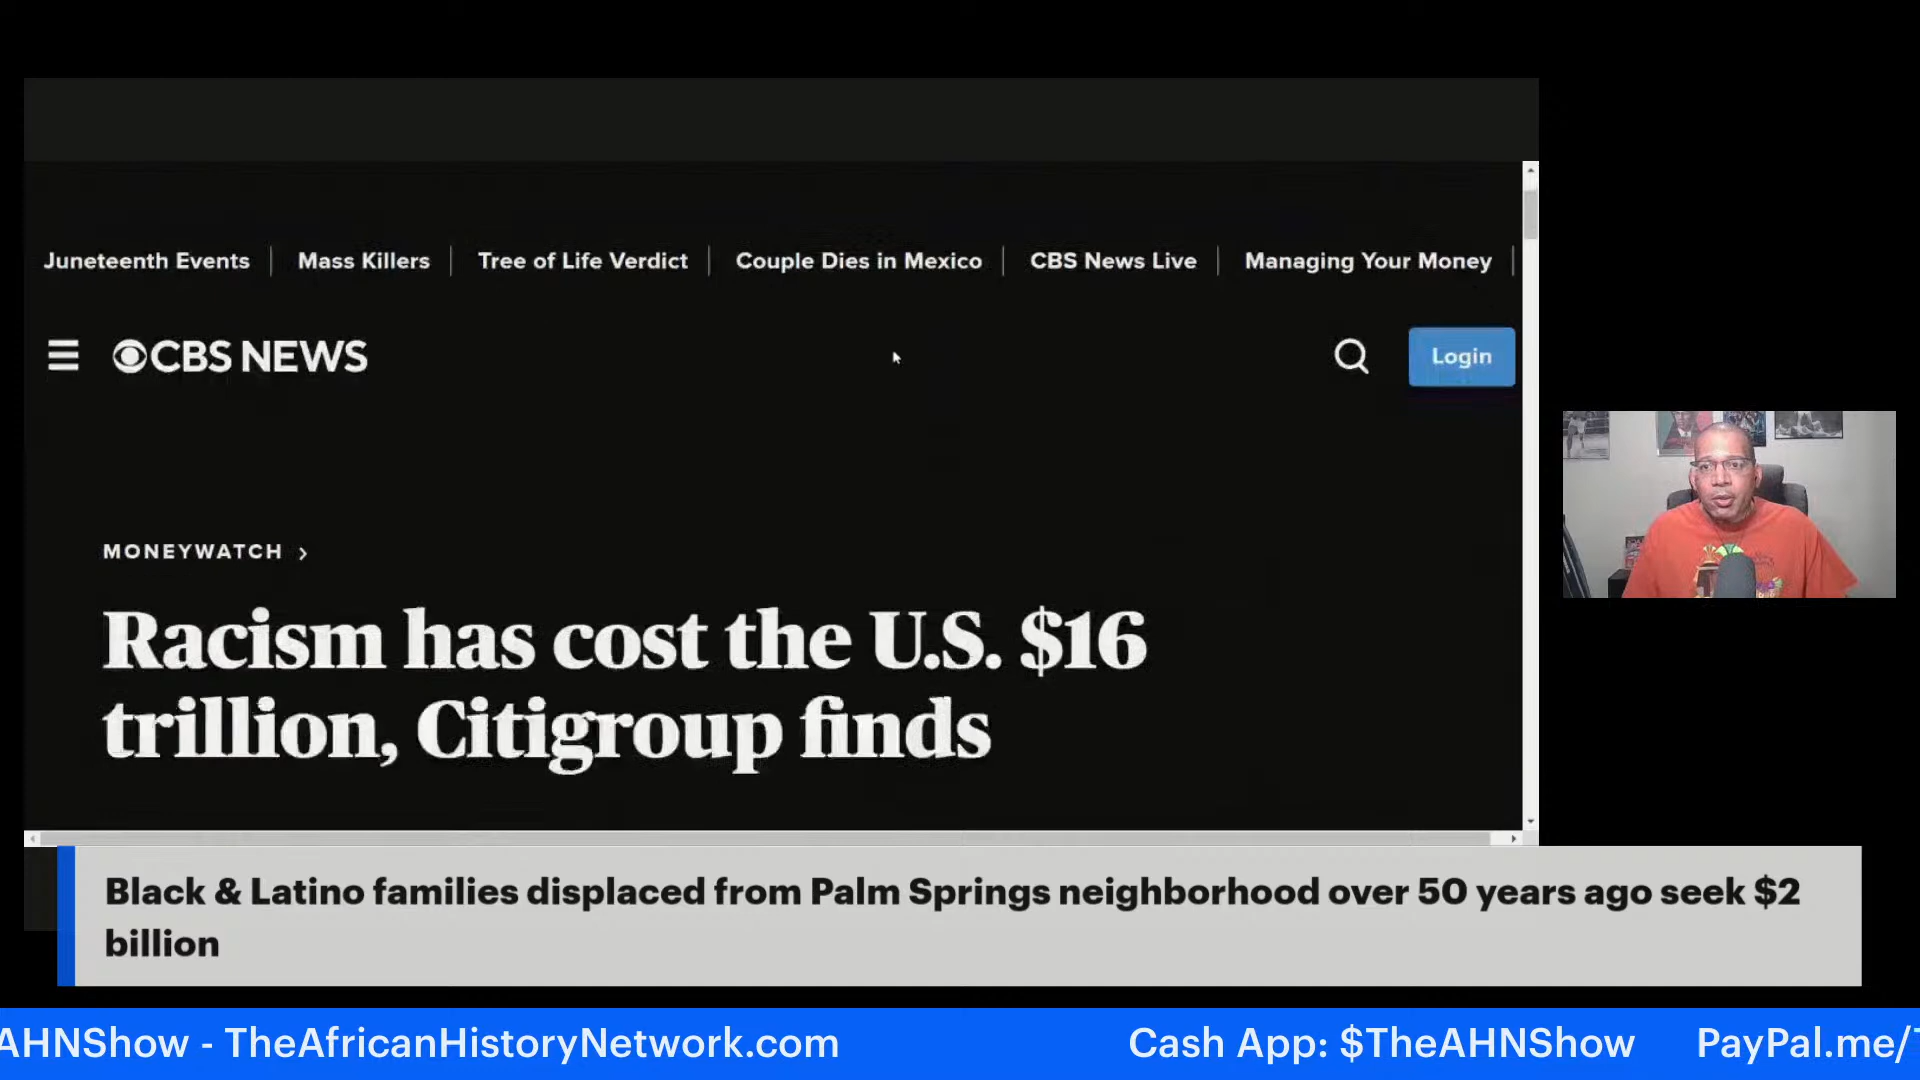 Juneteenth Events | Mass Killers | Tree of Life Verdict | Couple Dies in Mexico | CBS News Live | Managing Your Money |
CBS NEWS
Login
MONEYWATCH >
Racism has cost the U.S. $16
trillion, Citigroup finds
Black & Latino families displaced from Palm Springs neighborhood over 50 years ago seek $2
billion
AHNShow - TheAfricanHistoryNetwork.com Cash App: $TheAHNShow PayPal.me/